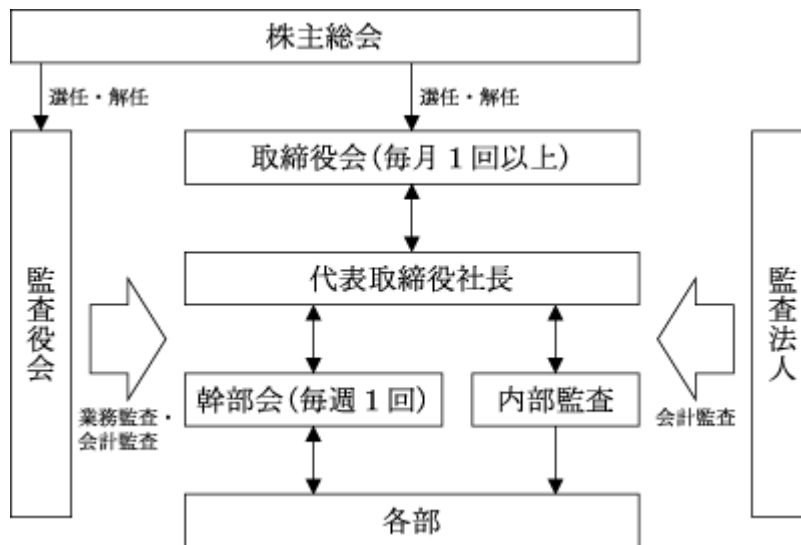 株主総会
選任・解任
選任・解任
取締役会(毎月1回以上)
代表取締役社長
監査役会
監査法人
業務監査・
会計監査
幹部会(毎週1回)
内部監査
会計監査
各部